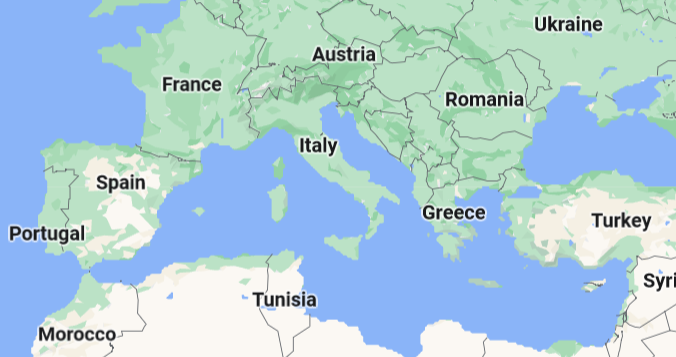 Ukraine
Austria
France
Romania
Italy
Spain
Greece
Turkey
Portugal
Syri
Tunisia
Morocco